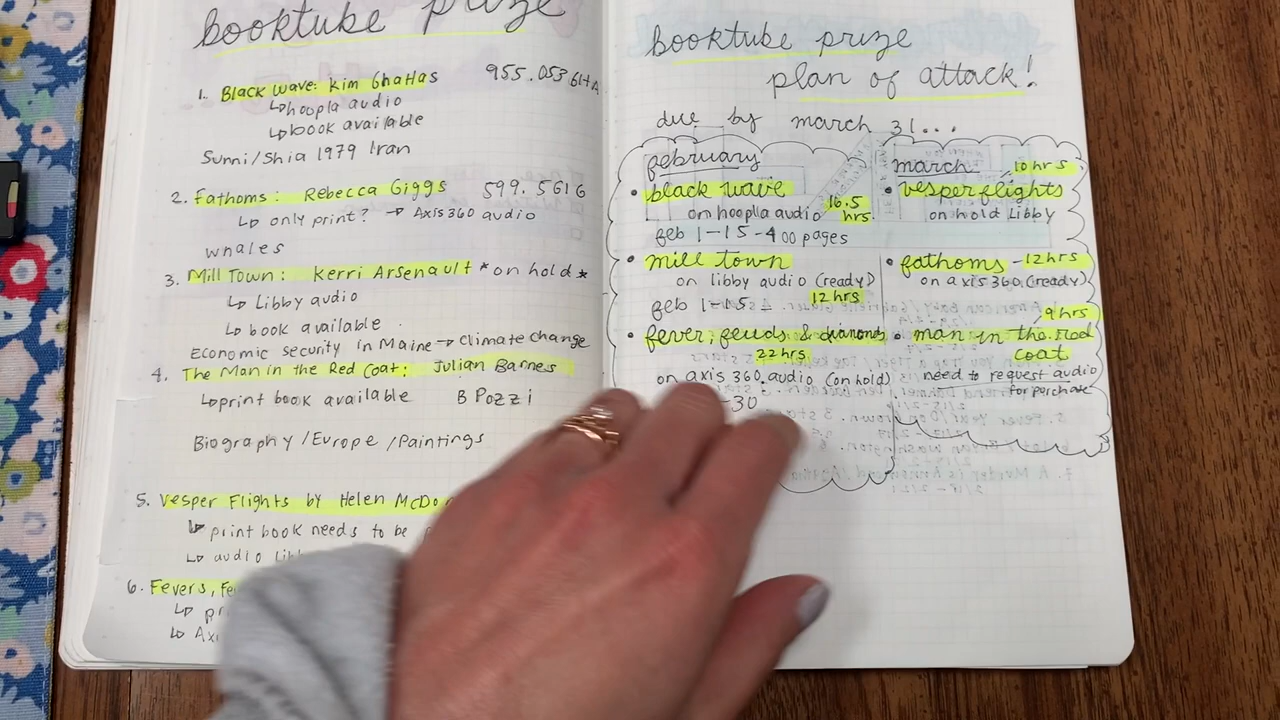 booktube prize
1. Black Wave: Kim Ghattas 955.053 GHA
↳ hoopla audio
↳ book available
Sunni/Shia 1979 Iran
2. Fathoms: Rebecca Giggs 599.5 GIG
↳ only print? → Axis360 audio
whales
3. Mill Town: Kerri Arsenault *on hold*
↳ Libby audio
↳ book available
Economic security in Maine → Climate change
4. The Man in the Red Coat: Julian Barnes
↳ print book available B Pozzi
Biography/Europe/Paintings
5. Vesper Flights by Helen McDo
↳ print book needs to be
↳ audio
6. Fevers,
booktube prize
plan of attack!
due by march 31...
february
• black wave
on hoopla audio 16.5 hrs.
feb 1-15 - 400 pages
• mill town
on libby audio (ready)
12 hrs
feb 1-15
• fever, feuds & diamonds
22 hrs.
on axis 360 audio (on hold)
-30
march 10 hrs
• vesper flights
on hold Libby
• fathoms - 12 hrs
on axis 360 (ready)
9 hrs
• man in the red
coat
need to request audio
for purchase